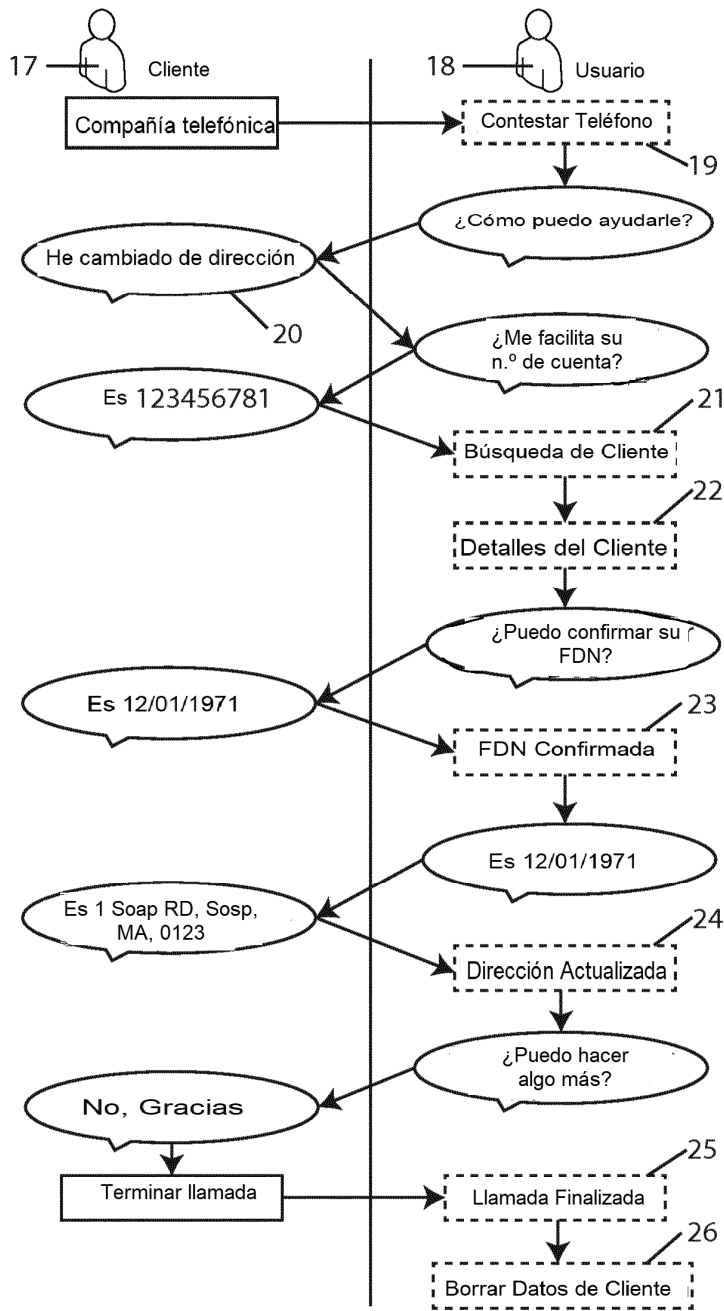 17
Cliente
18
Usuario
Compañía telefónica
Contestar Teléfono
19
¿Cómo puedo ayudarle?
He cambiado de dirección
20
¿Me facilita su
n.º de cuenta?
Es 123456781
21
Búsqueda de Cliente
22
Detalles del Cliente
¿Puedo confirmar su
FDN?
Es 12/01/1971
23
FDN Confirmada
Es 12/01/1971
Es 1 Soap RD, Sosp,
MA, 0123
24
Dirección Actualizada
¿Puedo hacer
algo más?
No, Gracias
25
Terminar llamada
Llamada Finalizada
26
Borrar Datos de Cliente